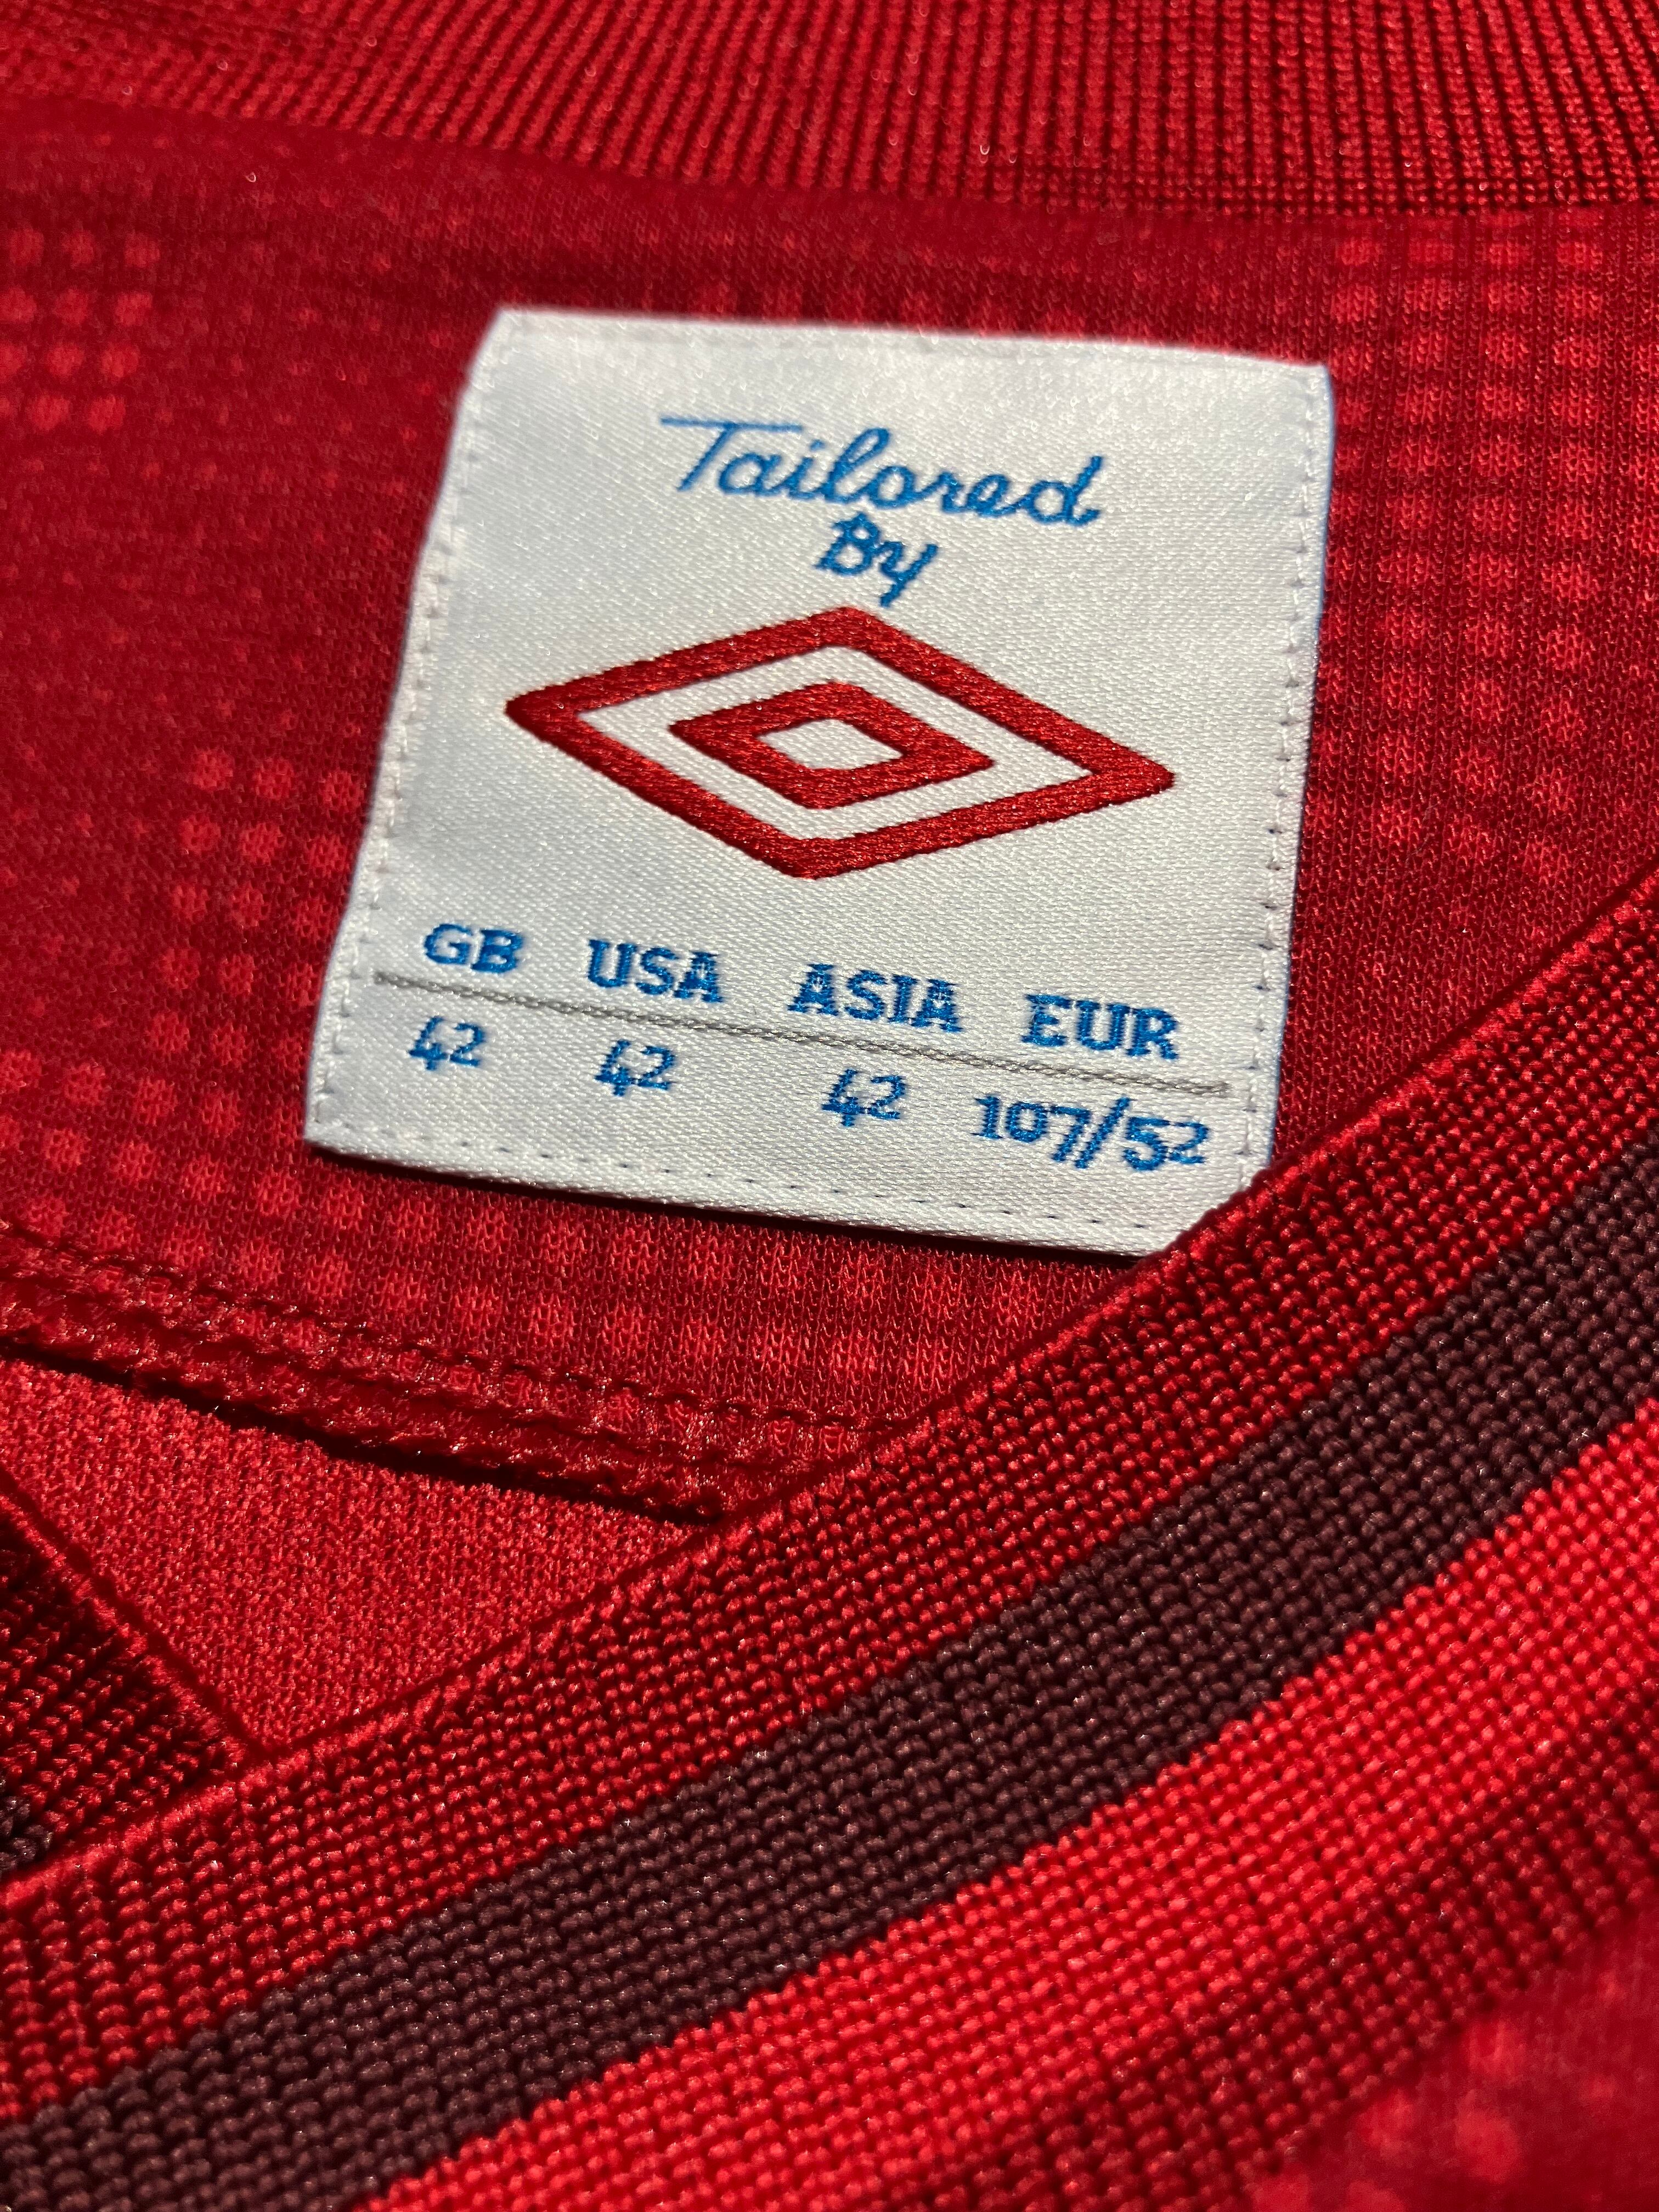 Tailored
By
GB USA ASIA EUR
42 42 42 107/52